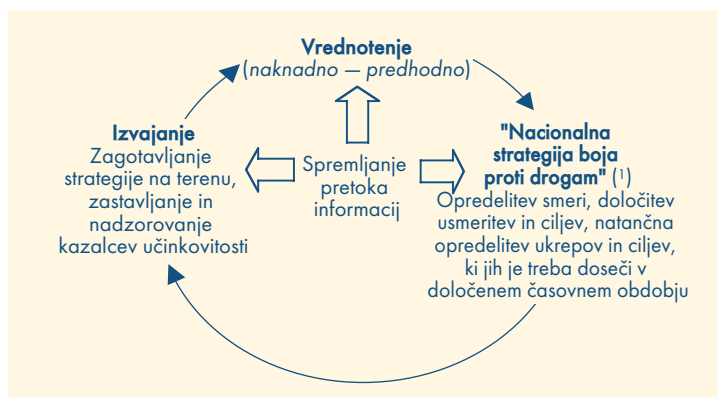 Vrednotenje
(naknadno — predhodno)
Izvajanje
Zagotavljanje
strategije na terenu,
zastavljanje in
nadzorovanje
kazalcev učinkovitosti
Spremljanje
pretoka
informacij
"Nacionalna
strategija boja
proti drogam" (¹)
Opredelitev smeri, določitev
usmeritev in ciljev, natančna
opredelitev ukrepov in ciljev,
ki jih je treba doseči v
določenem časovnem obdobju